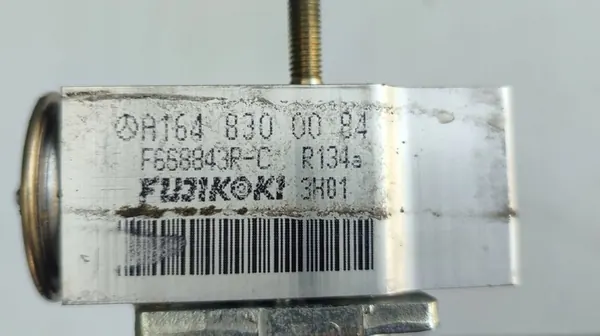 A164 830 00 84
F668843R-C R134a
FUJIKOKI 3H01